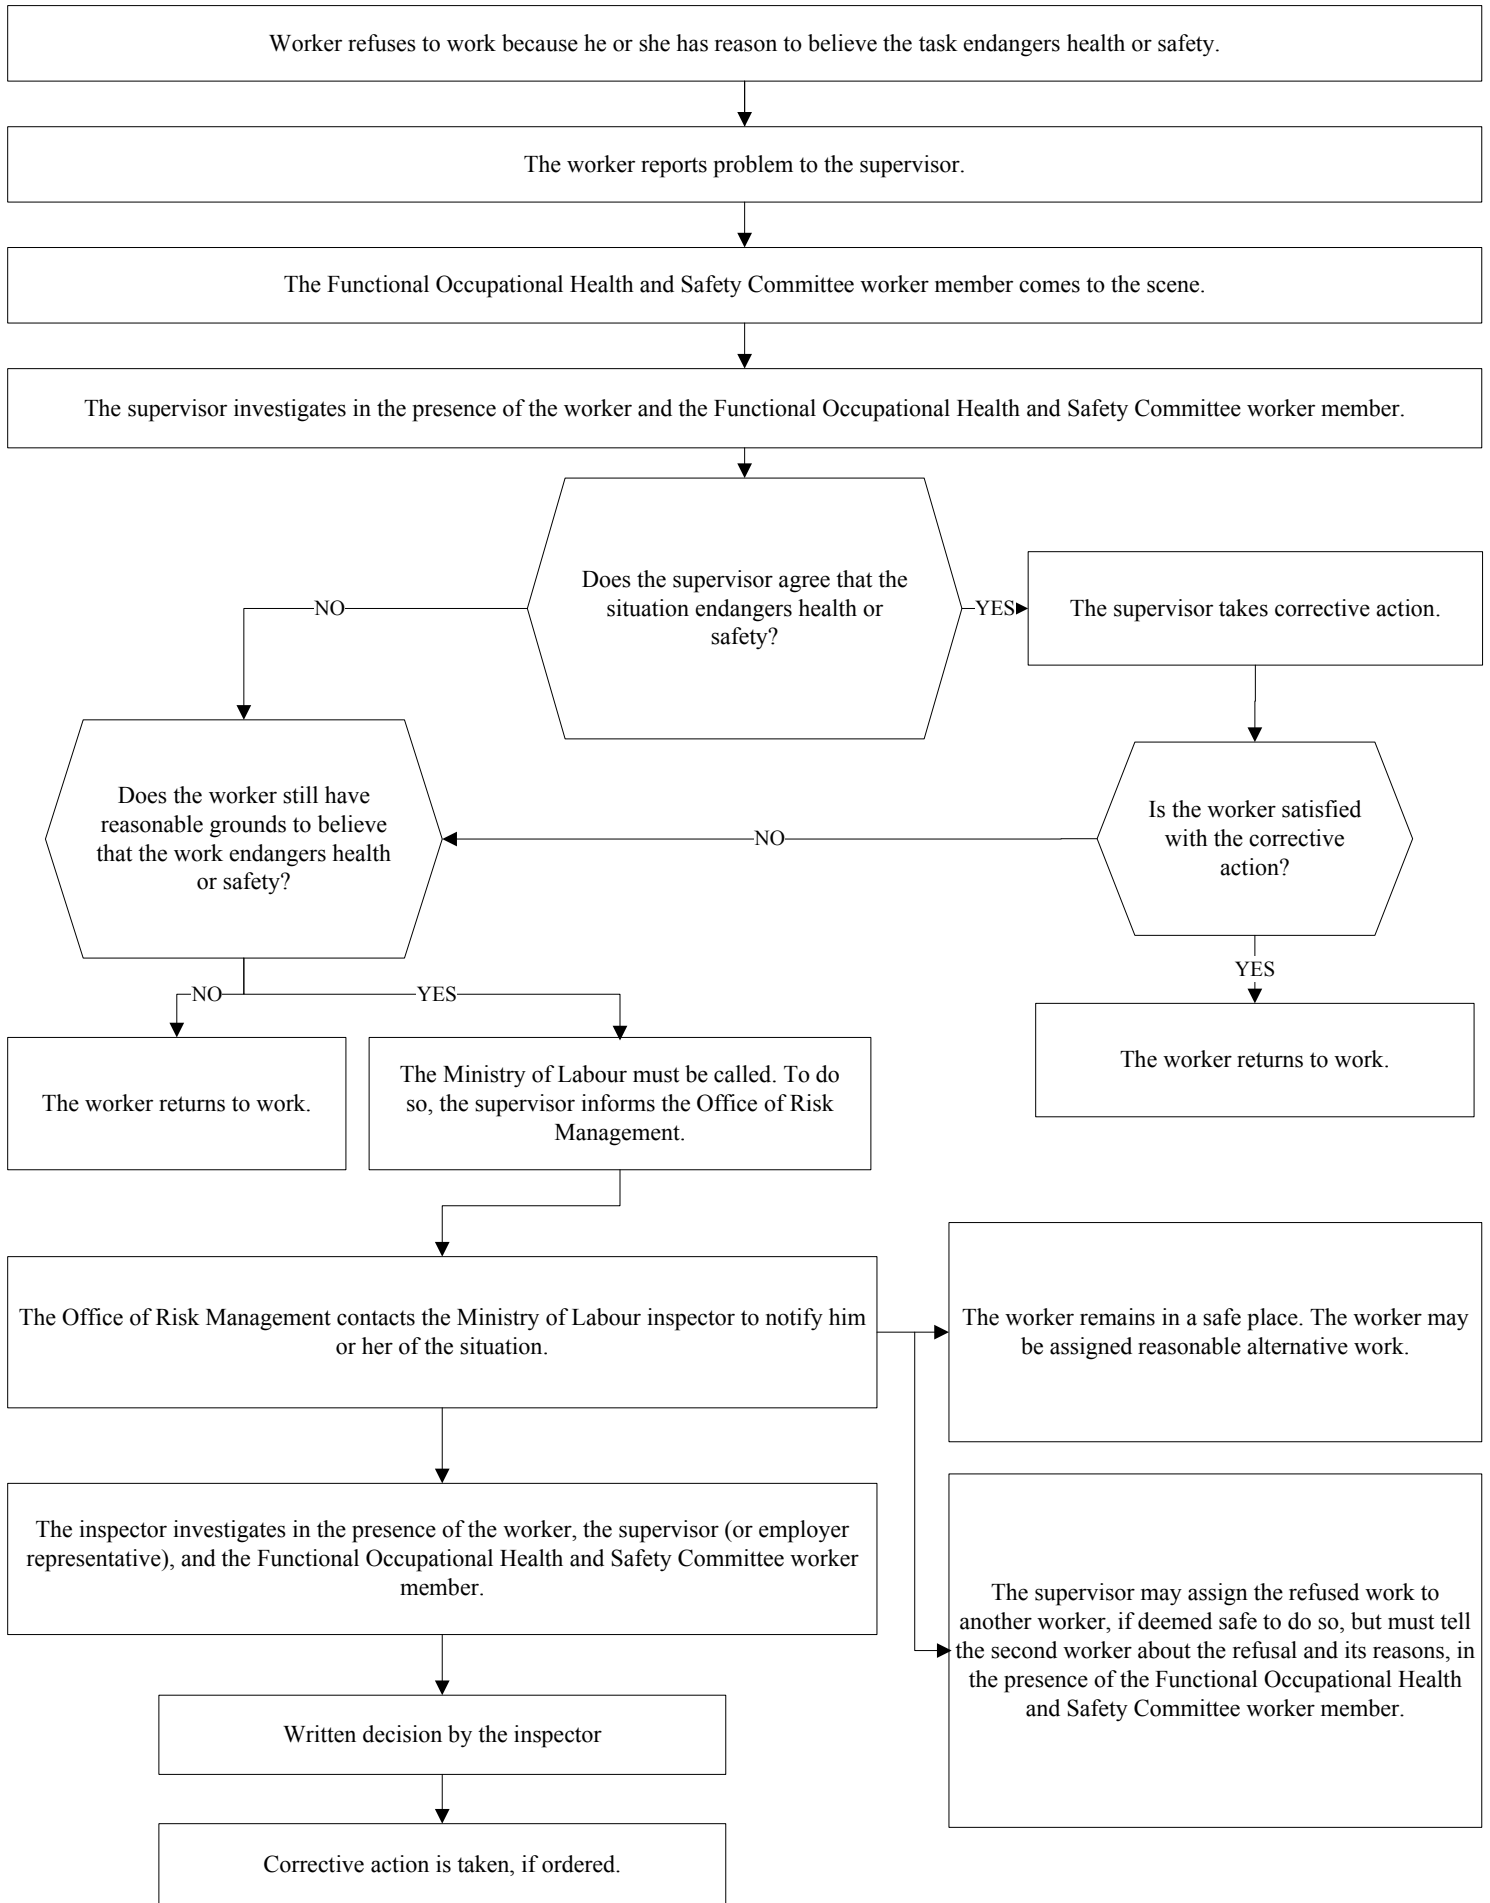 Worker refuses to work because he or she has reason to believe the task endangers health or safety.
The worker reports problem to the supervisor.
The Functional Occupational Health and Safety Committee worker member comes to the scene.
The supervisor investigates in the presence of the worker and the Functional Occupational Health and Safety Committee worker member.
Does the supervisor agree that the
situation endangers health or
safety?
NO
YES
The supervisor takes corrective action.
Does the worker still have
reasonable grounds to believe
that the work endangers health
or safety?
NO
Is the worker satisfied
with the corrective
action?
NO
YES
YES
The worker returns to work.
The Ministry of Labour must be called. To do
so, the supervisor informs the Office of Risk
Management.
The worker returns to work.
The Office of Risk Management contacts the Ministry of Labour inspector to notify him
or her of the situation.
The worker remains in a safe place. The worker may
be assigned reasonable alternative work.
The inspector investigates in the presence of the worker, the supervisor (or employer
representative), and the Functional Occupational Health and Safety Committee worker
member.
The supervisor may assign the refused work to
another worker, if deemed safe to do so, but must tell
the second worker about the refusal and its reasons, in
the presence of the Functional Occupational Health
and Safety Committee worker member.
Written decision by the inspector
Corrective action is taken, if ordered.